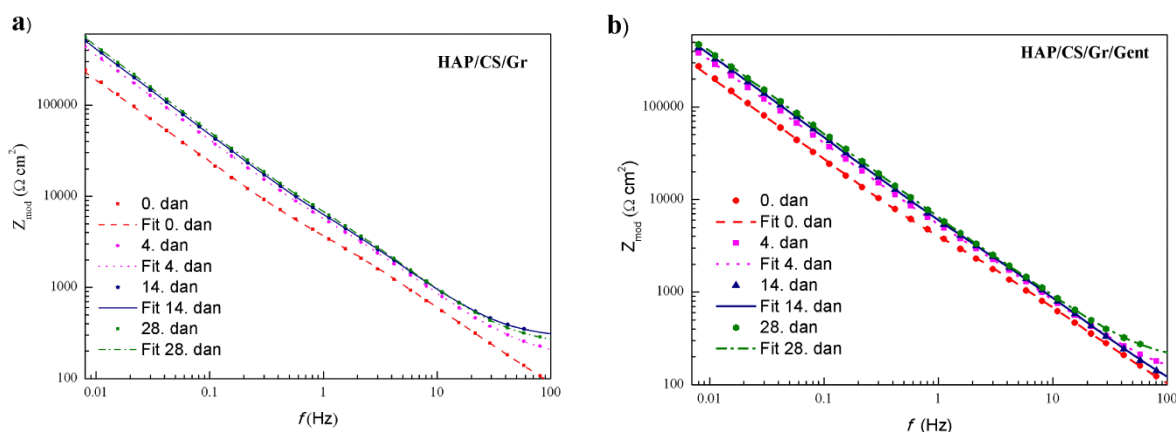 a)
HAP/CS/Gr
100000
10000
1000
100
Z mod (Ω cm²)
0. dan
Fit 0. dan
4. dan
Fit 4. dan
14. dan
Fit 14. dan
28. dan
Fit 28. dan
0.01 0.1 1 10 100
f (Hz)
b)
HAP/CS/Gr/Gent
100000
10000
1000
100
Z mod (Ω cm²)
0. dan
Fit 0. dan
4. dan
Fit 4. dan
14. dan
Fit 14. dan
28. dan
Fit 28. dan
0.01 0.1 1 10 100
f (Hz)